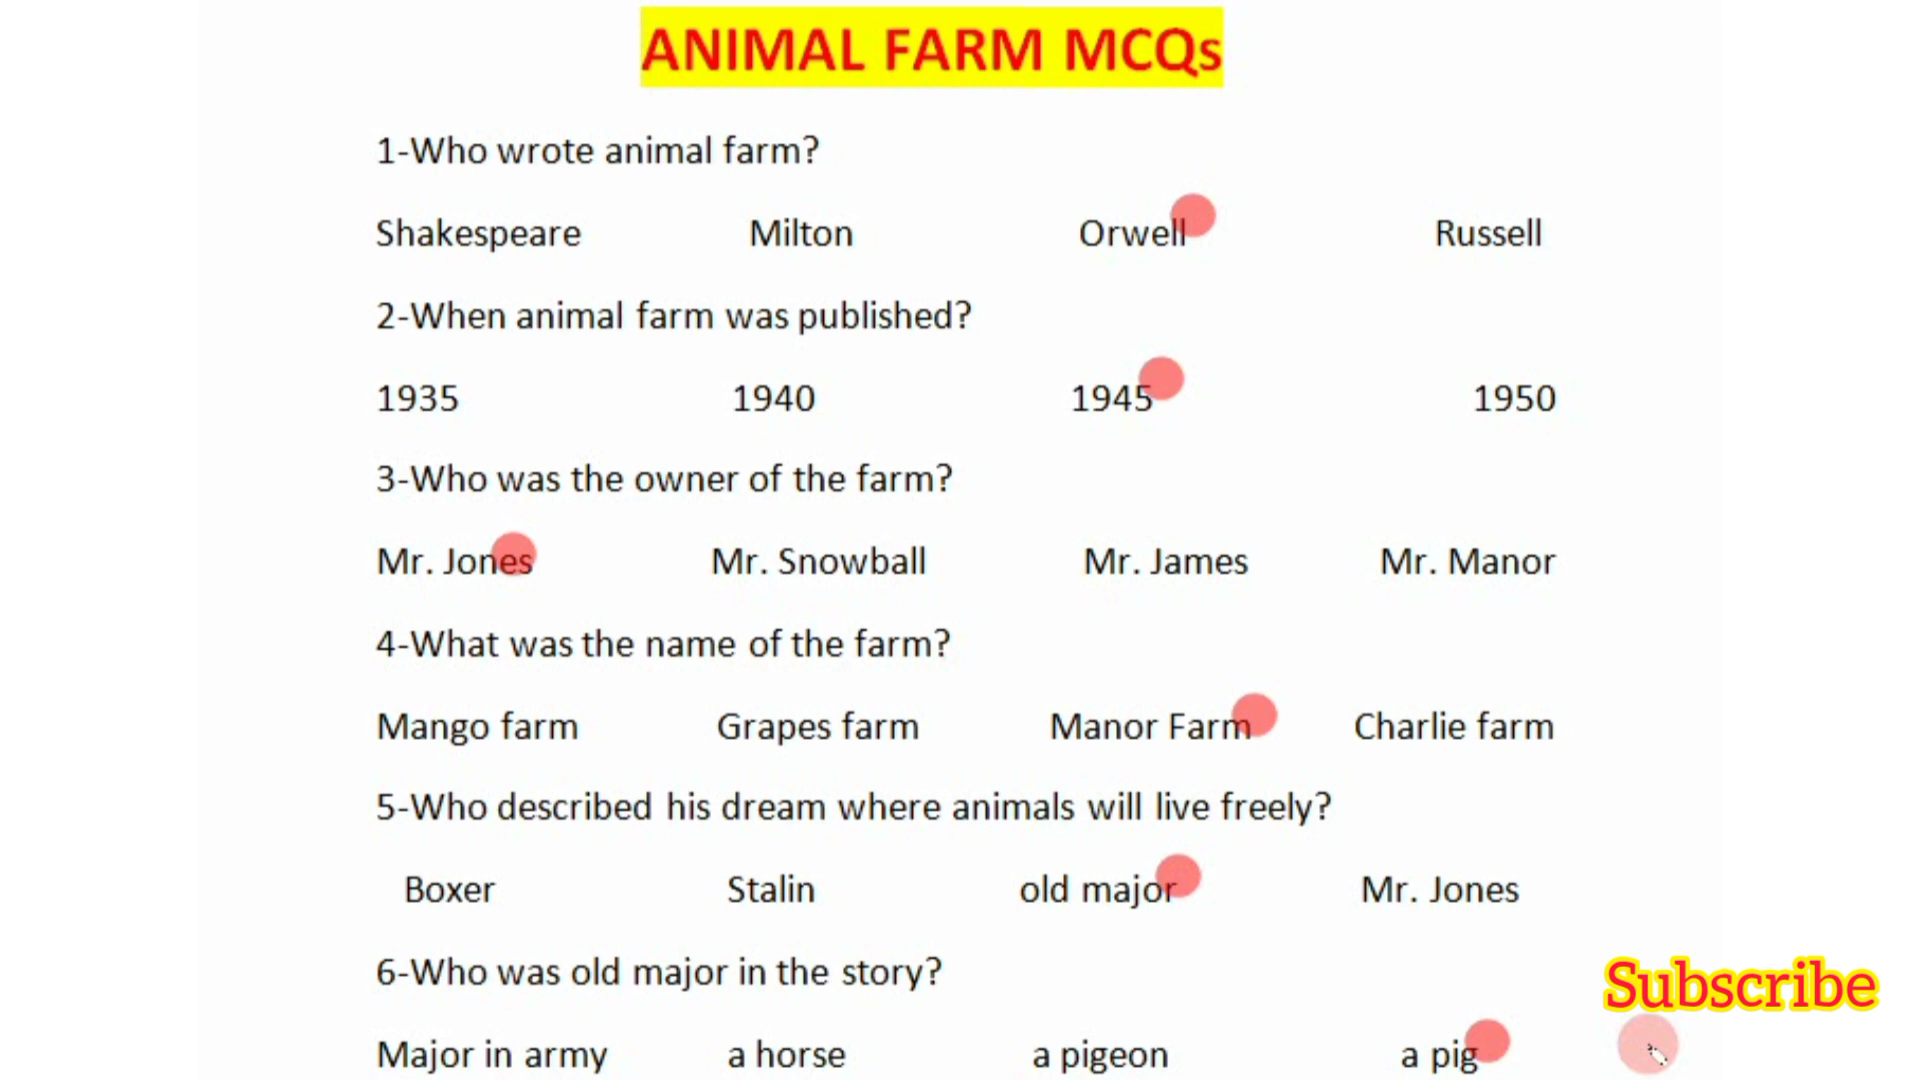 ANIMAL FARM MCQs
1-Who wrote animal farm?
Shakespeare Milton Orwell Russell
2-When animal farm was published?
1935 1940 1945 1950
3-Who was the owner of the farm?
Mr. Jones Mr. Snowball Mr. James Mr. Manor
4-What was the name of the farm?
Mango farm Grapes farm Manor Farm Charlie farm
5-Who described his dream where animals will live freely?
Boxer Stalin old major Mr. Jones
6-Who was old major in the story?
Subscribe
Major in army a horse a pigeon a pig